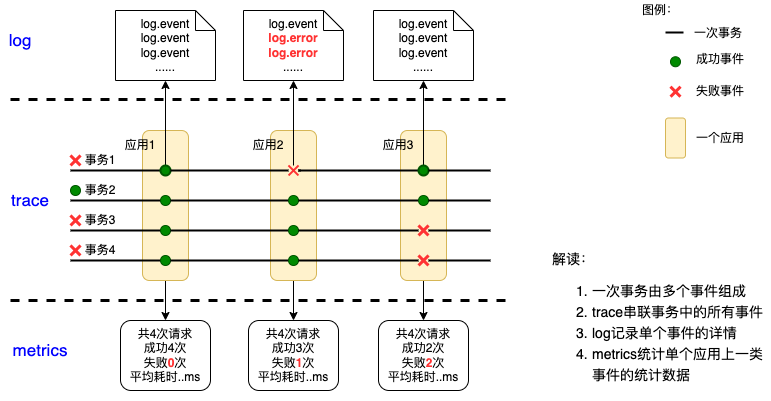 log
log.event
log.event
log.event
......
log.event
log.error
log.error
......
log.event
log.event
log.event
......
图例：
一次事务
成功事件
失败事件
一个应用
trace
应用1
应用2
应用3
事务1
事务2
事务3
事务4
metrics
共4次请求
成功4次
失败0次
平均耗时..ms
共4次请求
成功3次
失败1次
平均耗时..ms
共4次请求
成功2次
失败2次
平均耗时..ms
解读：
1. 一次事务由多个事件组成
2. trace串联事务中的所有事件
3. log记录单个事件的详情
4. metrics统计单个应用上一类
事件的统计数据